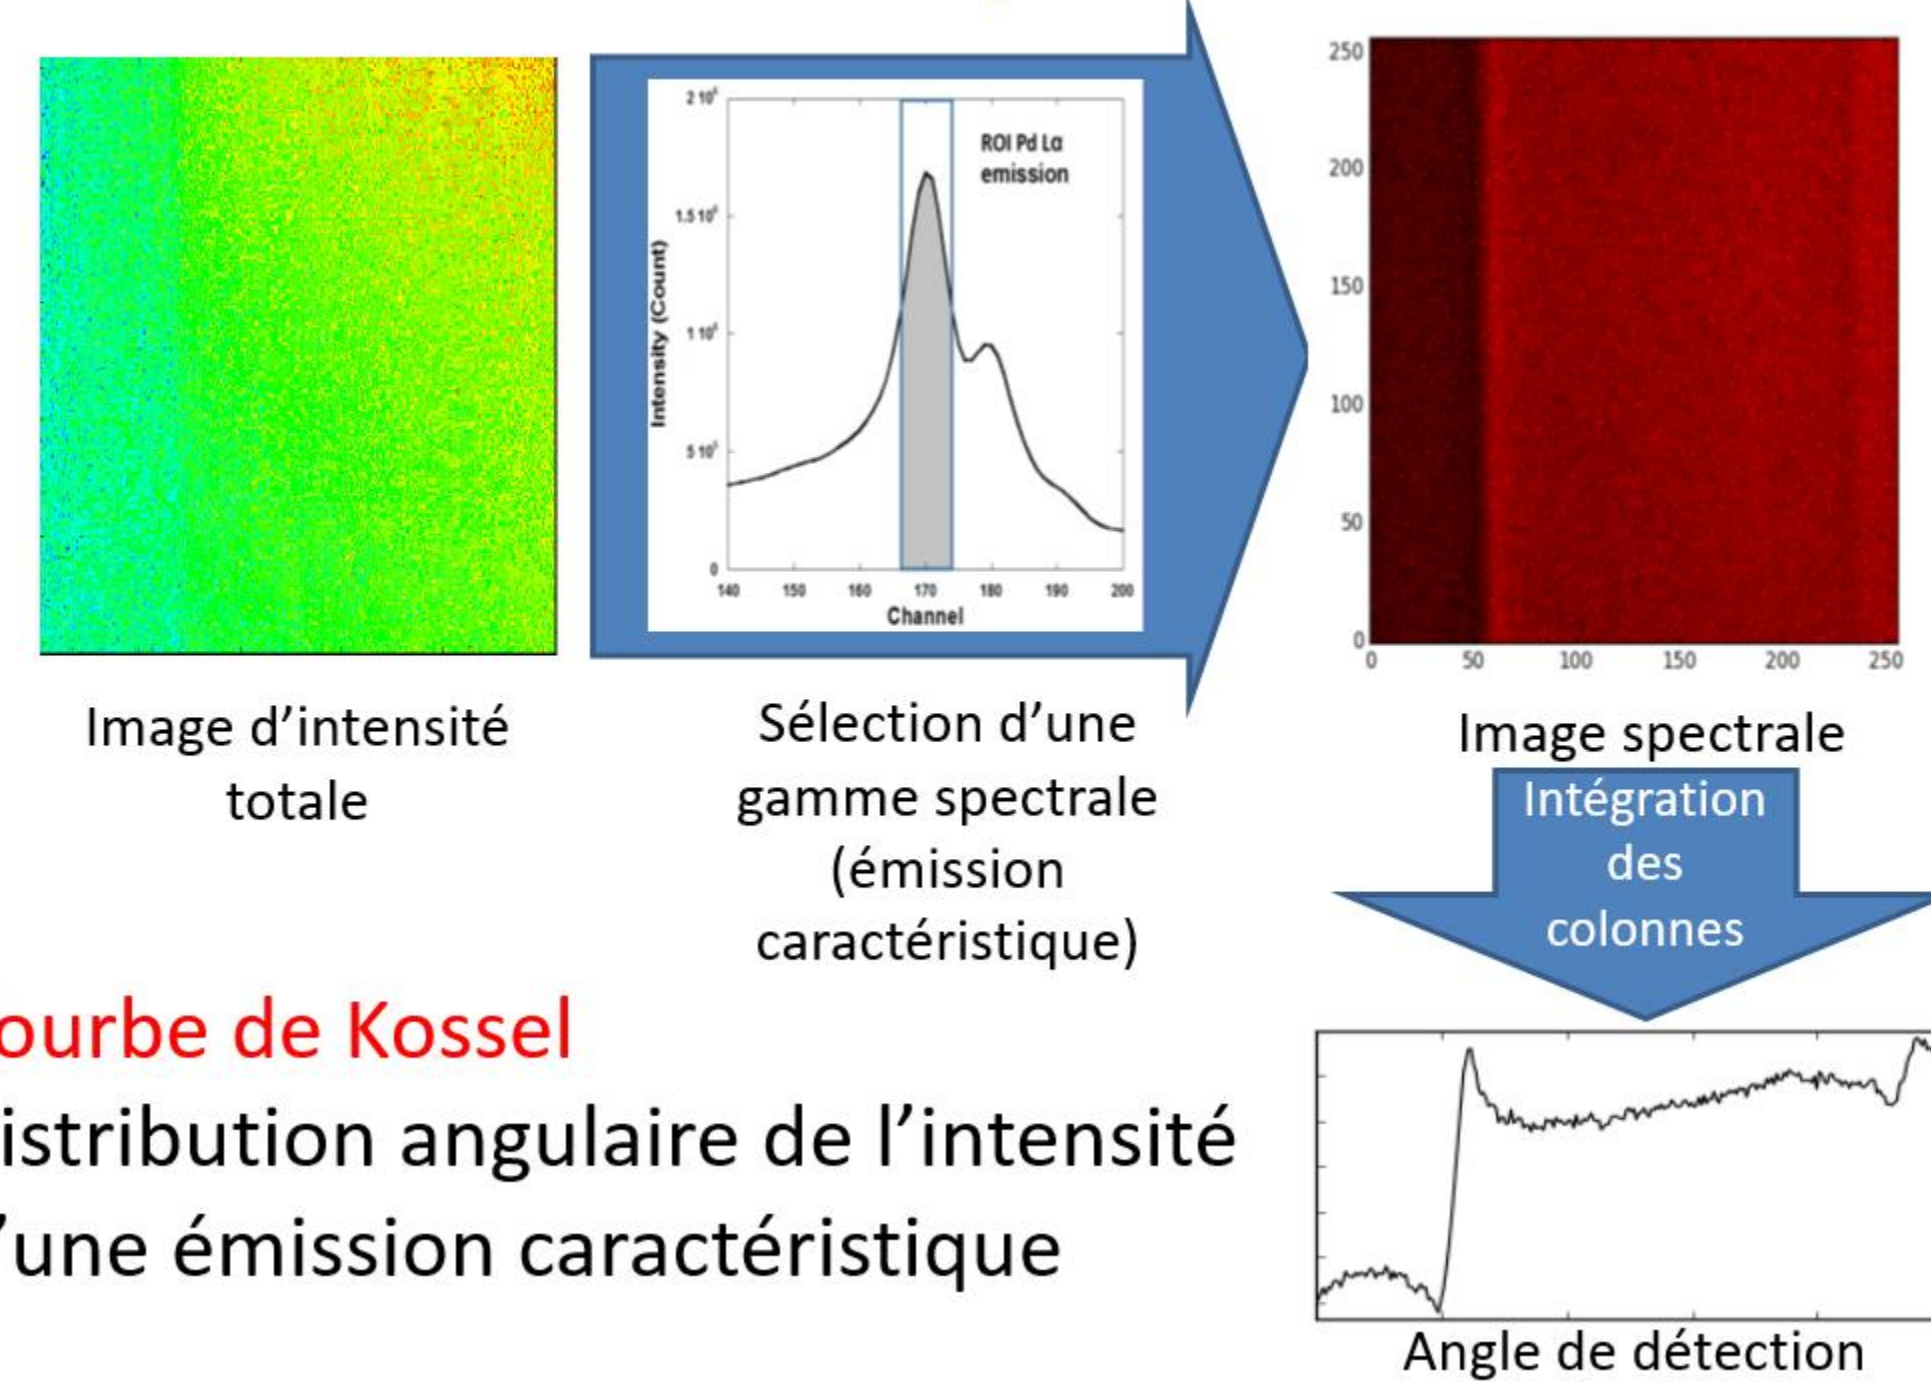 2 10⁶
1.5 10⁶
1 10⁶
5 10⁵
0
Intensity (Count)
ROI Pd Lα
emission
140 150 160 170 180 190 200
Channel
250
200
150
100
50
0
0 50 100 150 200 250
Image d’intensité
totale
Sélection d’une
gamme spectrale
(émission
caractéristique)
Image spectrale
Intégration
des
colonnes
ourbe de Kossel
istribution angulaire de l’intensité
’une émission caractéristique
Angle de détection